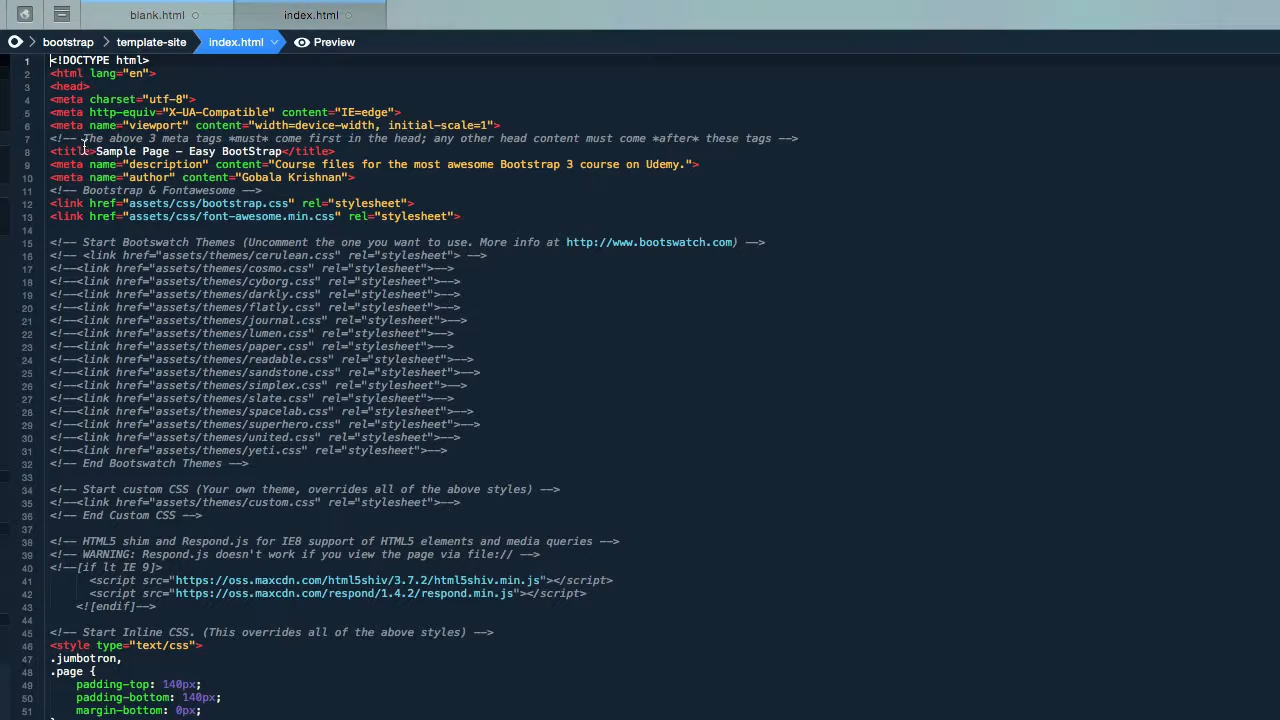 blank.html
index.html
bootstrap
template-site
index.html
Preview
1 <!DOCTYPE html>
2 <html lang="en">
3 <head>
4 <meta charset="utf-8">
5 <meta http-equiv="X-UA-Compatible" content="IE=edge">
6 <meta name="viewport" content="width=device-width, initial-scale=1">
7 <!-- The above 3 meta tags *must* come first in the head; any other head content must come *after* these tags -->
8 <title>Sample Page - Easy BootStrap</title>
9 <meta name="description" content="Course files for the most awesome Bootstrap 3 course on Udemy.">
10 <meta name="author" content="Gobala Krishnan">
11 <!-- Bootstrap & Fontawesome -->
12 <link href="assets/css/bootstrap.css" rel="stylesheet">
13 <link href="assets/css/font-awesome.min.css" rel="stylesheet">
14
15 <!-- Start Bootswatch Themes (Uncomment the one you want to use. More info at http://www.bootswatch.com) -->
16 <!-- <link href="assets/themes/cerulean.css" rel="stylesheet"> -->
17 <!--<link href="assets/themes/cosmo.css" rel="stylesheet">-->
18 <!--<link href="assets/themes/cyborg.css" rel="stylesheet">-->
19 <!--<link href="assets/themes/darkly.css" rel="stylesheet">-->
20 <!--<link href="assets/themes/flatly.css" rel="stylesheet">-->
21 <!--<link href="assets/themes/journal.css" rel="stylesheet">-->
22 <!--<link href="assets/themes/lumen.css" rel="stylesheet">-->
23 <!--<link href="assets/themes/paper.css" rel="stylesheet">-->
24 <!--<link href="assets/themes/readable.css" rel="stylesheet">-->
25 <!--<link href="assets/themes/sandstone.css" rel="stylesheet">-->
26 <!--<link href="assets/themes/simplex.css" rel="stylesheet">-->
27 <!--<link href="assets/themes/slate.css" rel="stylesheet">-->
28 <!--<link href="assets/themes/spacelab.css" rel="stylesheet">-->
29 <!--<link href="assets/themes/superhero.css" rel="stylesheet">-->
30 <!--<link href="assets/themes/united.css" rel="stylesheet">-->
31 <!--<link href="assets/themes/yeti.css" rel="stylesheet">-->
32 <!-- End Bootswatch Themes -->
33
34 <!-- Start custom CSS (Your own theme, overrides all of the above styles) -->
35 <!--<link href="assets/themes/custom.css" rel="stylesheet">-->
36 <!-- End Custom CSS -->
37
38 <!-- HTML5 shim and Respond.js for IE8 support of HTML5 elements and media queries -->
39 <!-- WARNING: Respond.js doesn't work if you view the page via file:// -->
40 <!--[if lt IE 9]>
41 <script src="https://oss.maxcdn.com/html5shiv/3.7.2/html5shiv.min.js"></script>
42 <script src="https://oss.maxcdn.com/respond/1.4.2/respond.min.js"></script>
43 <![endif]-->
44
45 <!-- Start Inline CSS. (This overrides all of the above styles) -->
46 <style type="text/css">
47 .jumbotron,
48 .page {
49 padding-top: 140px;
50 padding-bottom: 140px;
51 margin-bottom: 0px;